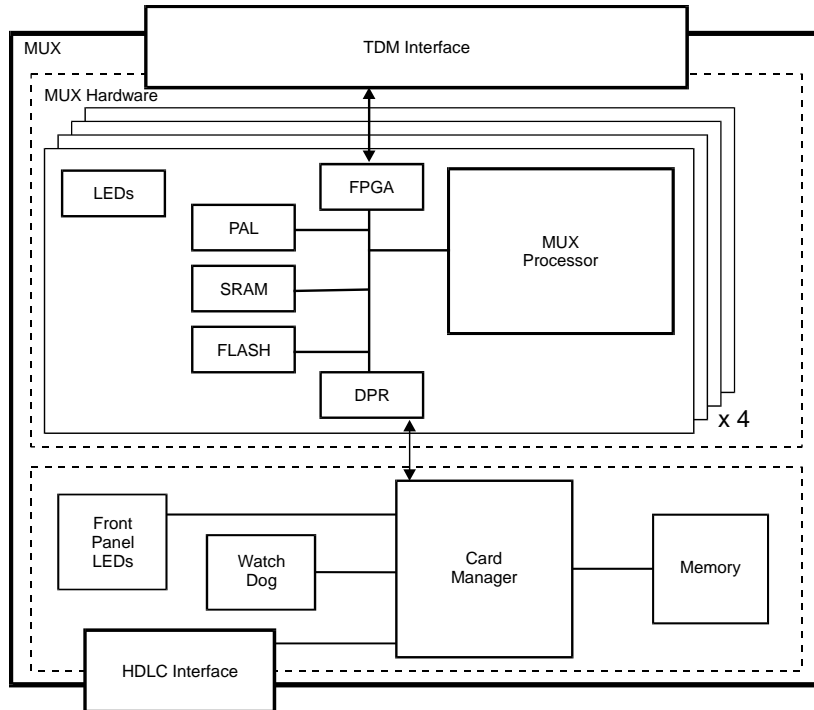 TDM Interface
MUX
MUX Hardware
LEDs
FPGA
PAL
MUX
Processor
SRAM
FLASH
DPR
x 4
Front
Panel
LEDs
Watch
Dog
Card
Manager
Memory
HDLC Interface